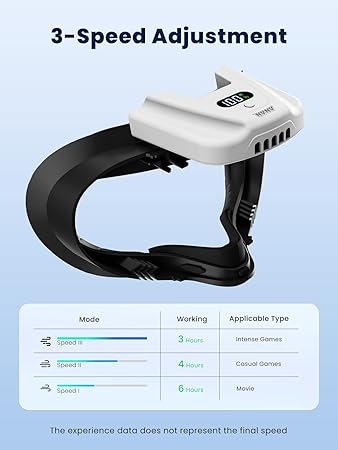 3-Speed Adjustment
100%
Mode Working Applicable Type
Speed III 3 Hours Intense Games
Speed II 4 Hours Casual Games
Speed I 6 Hours Movie
The experience data does not represent the final speed